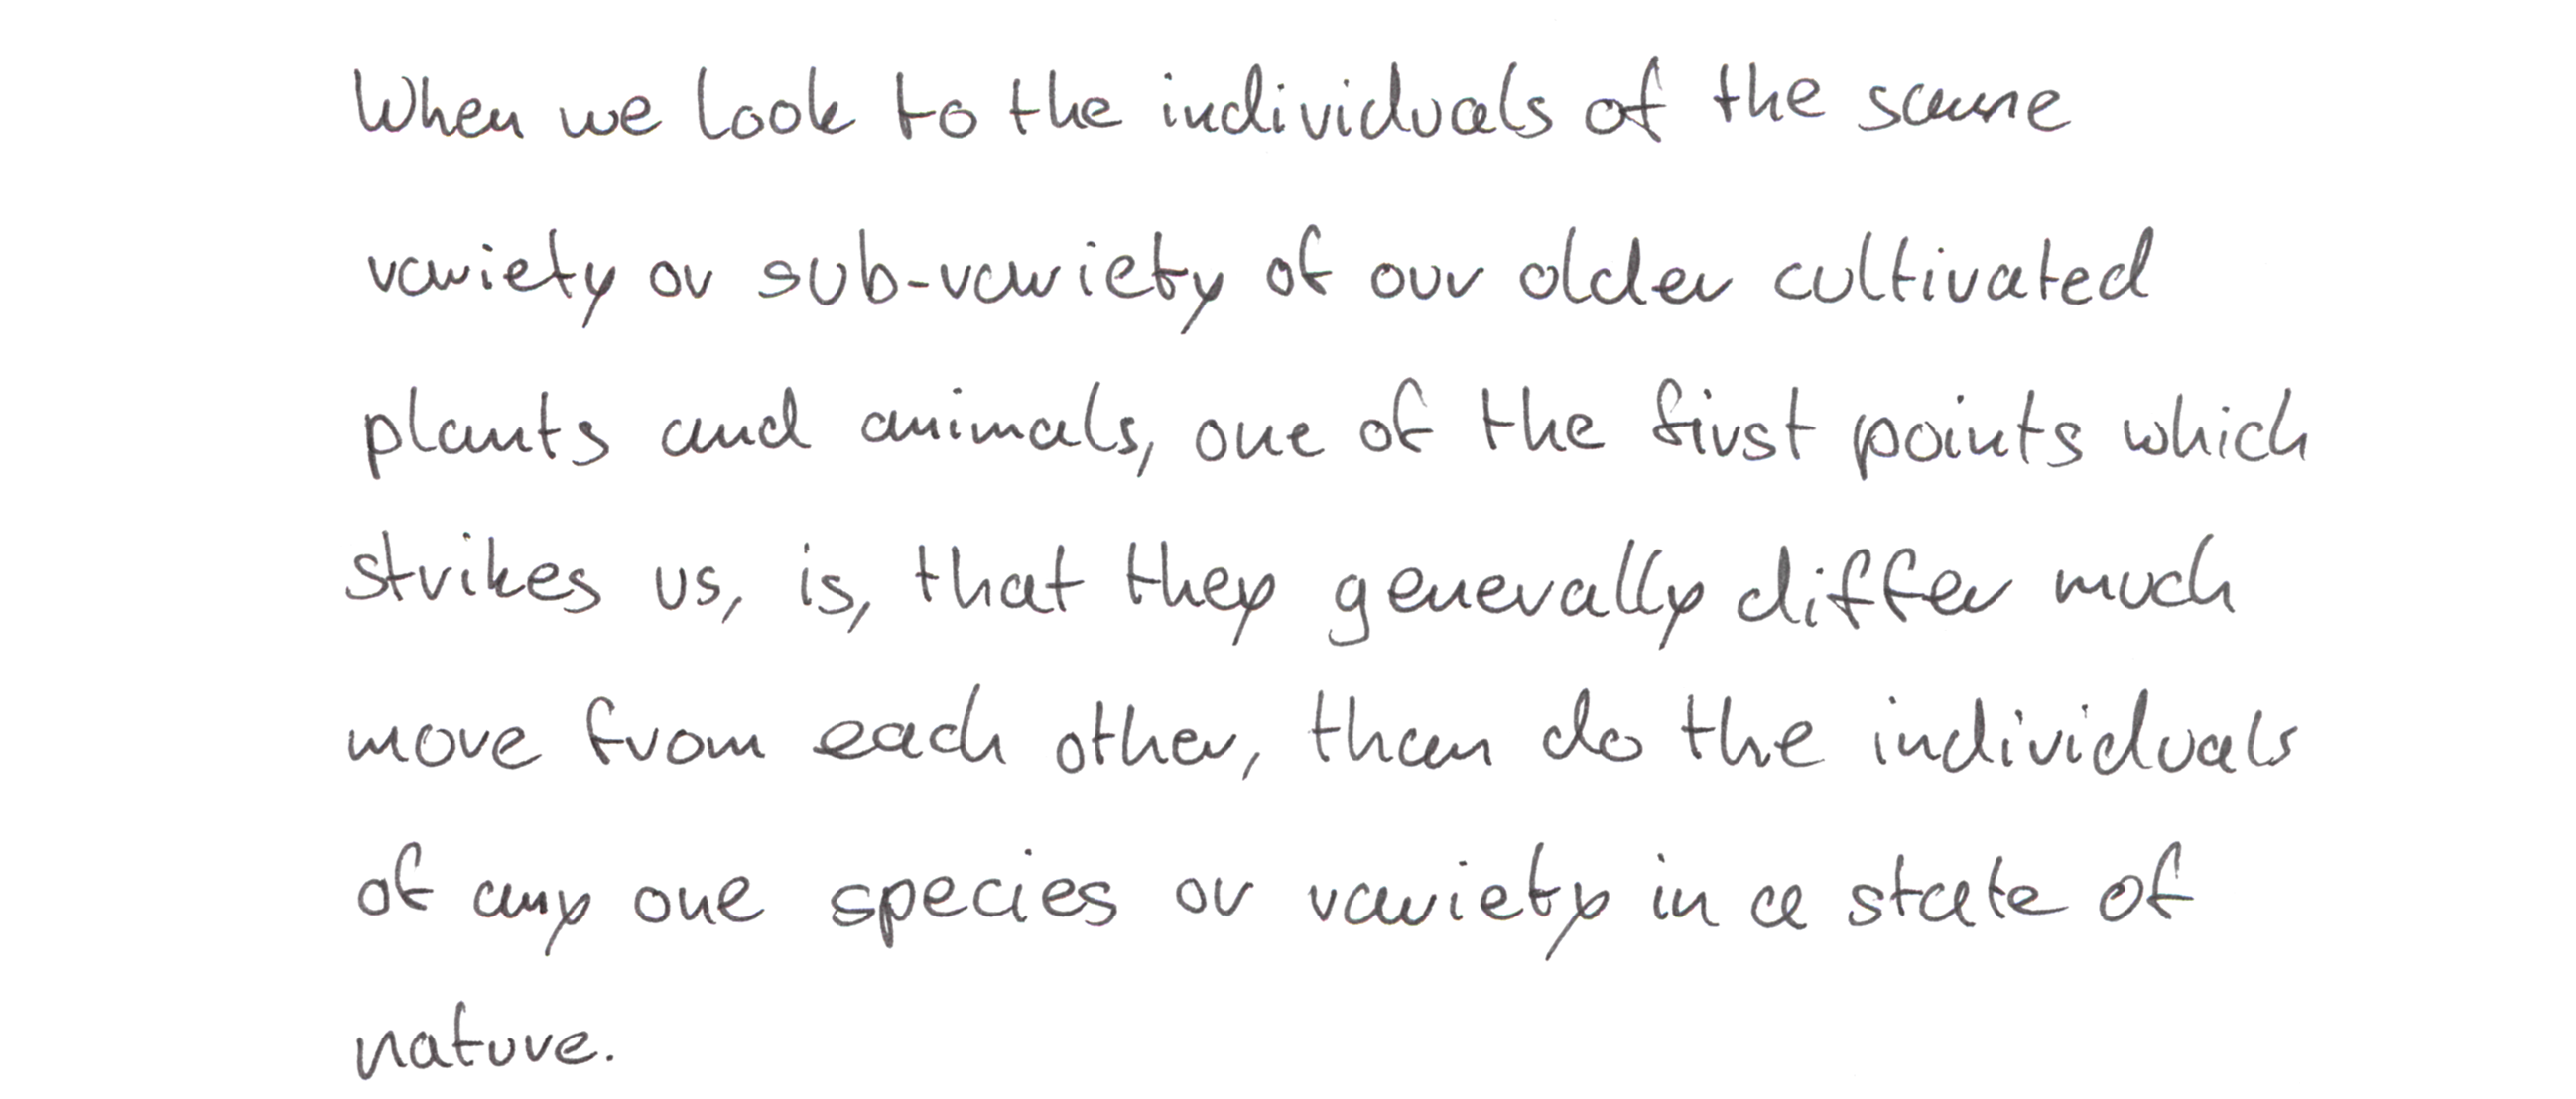 When we look to the individuals of the same
variety or sub-variety of our older cultivated
plants and animals, one of the first points which
strikes us, is, that they generally differ much
more from each other, than do the individuals
of any one species or variety in a state of
nature.